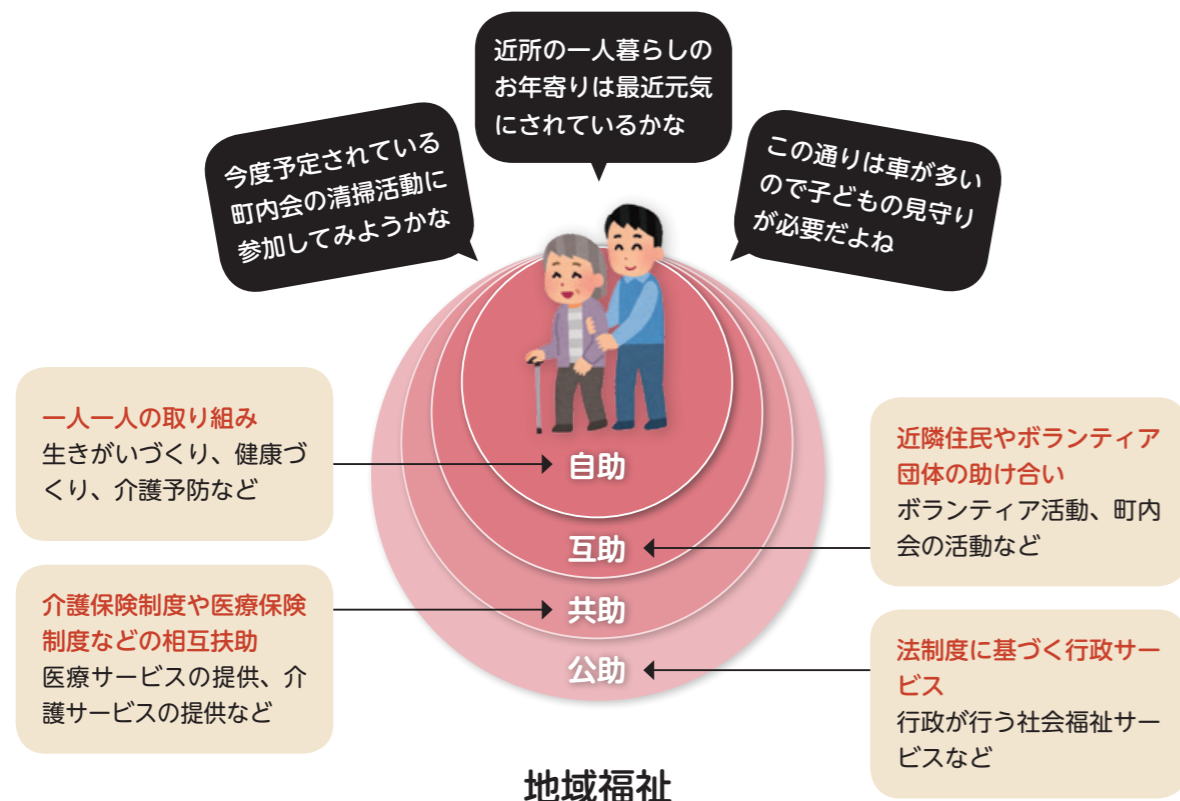 近所の一人暮らしの
お年寄りは最近元気
にされているかな
今度予定されている
町内会の清掃活動に
参加してみようかな
この通りは車が多い
ので子どもの見守り
が必要だよね
一人一人の取り組み
生きがいづくり、健康づ
くり、介護予防など
自助
近隣住民やボランティア
団体の助け合い
ボランティア活動、町内
会の活動など
互助
介護保険制度や医療保険
制度などの相互扶助
医療サービスの提供、介
護サービスの提供など
共助
法制度に基づく行政サー
ビス
行政が行う社会福祉サー
ビスなど
公助
地域福祉